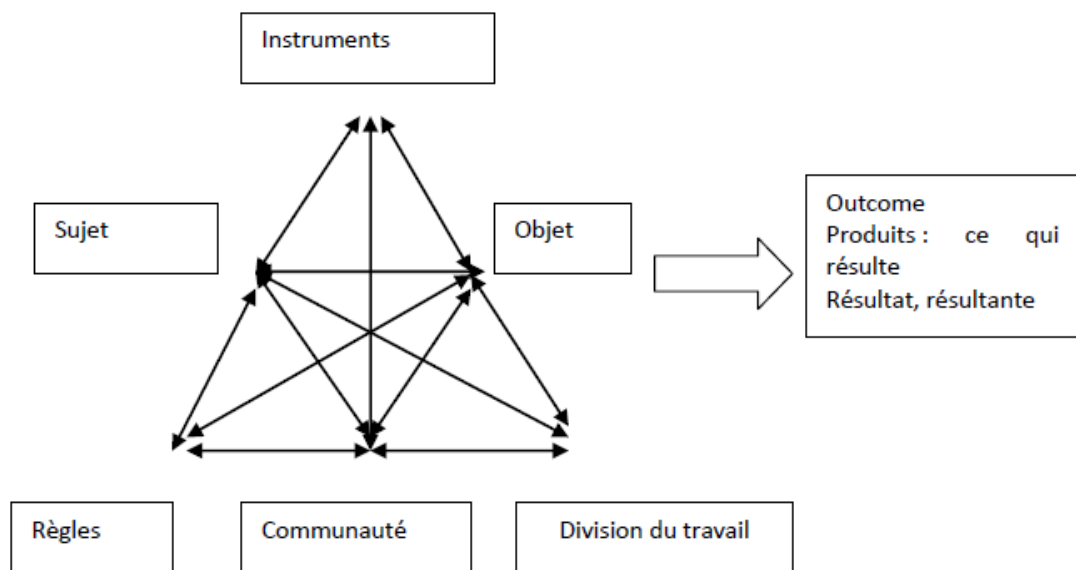 Instruments
Sujet
Objet
Outcome
Produits : ce qui
résulte
Résultat, résultante
Règles
Communauté
Division du travail